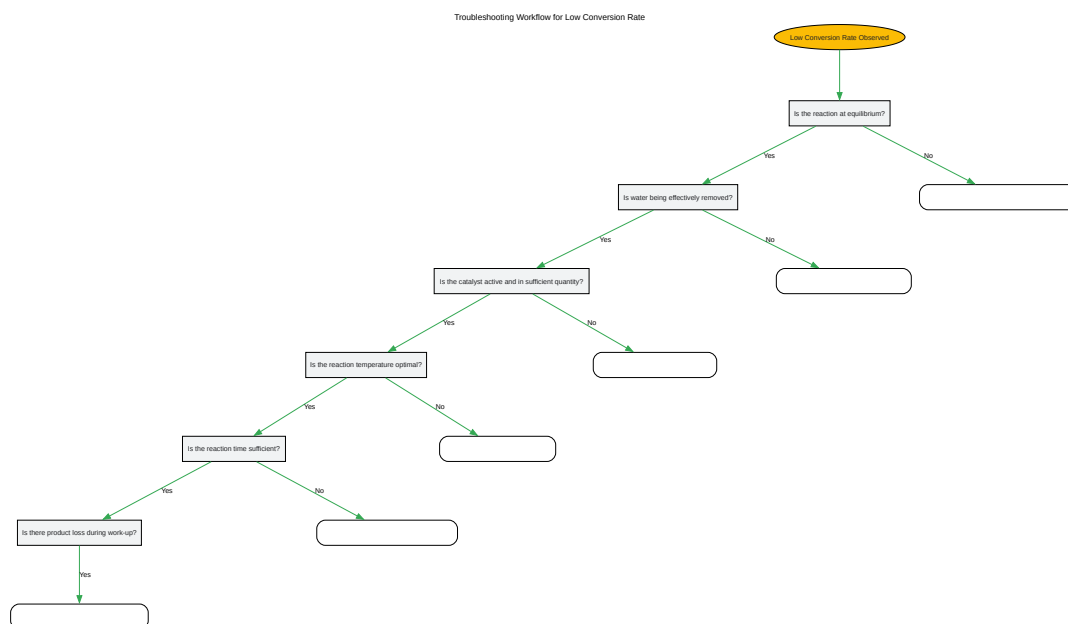 Troubleshooting Workflow for Low Conversion Rate
Low Conversion Rate Observed
Is the reaction at equilibrium?
Yes
No
Is water being effectively removed?
Yes
No
Is the catalyst active and in sufficient quantity?
Yes
No
Is the reaction temperature optimal?
Yes
No
Is the reaction time sufficient?
Yes
No
Is there product loss during work-up?
Yes